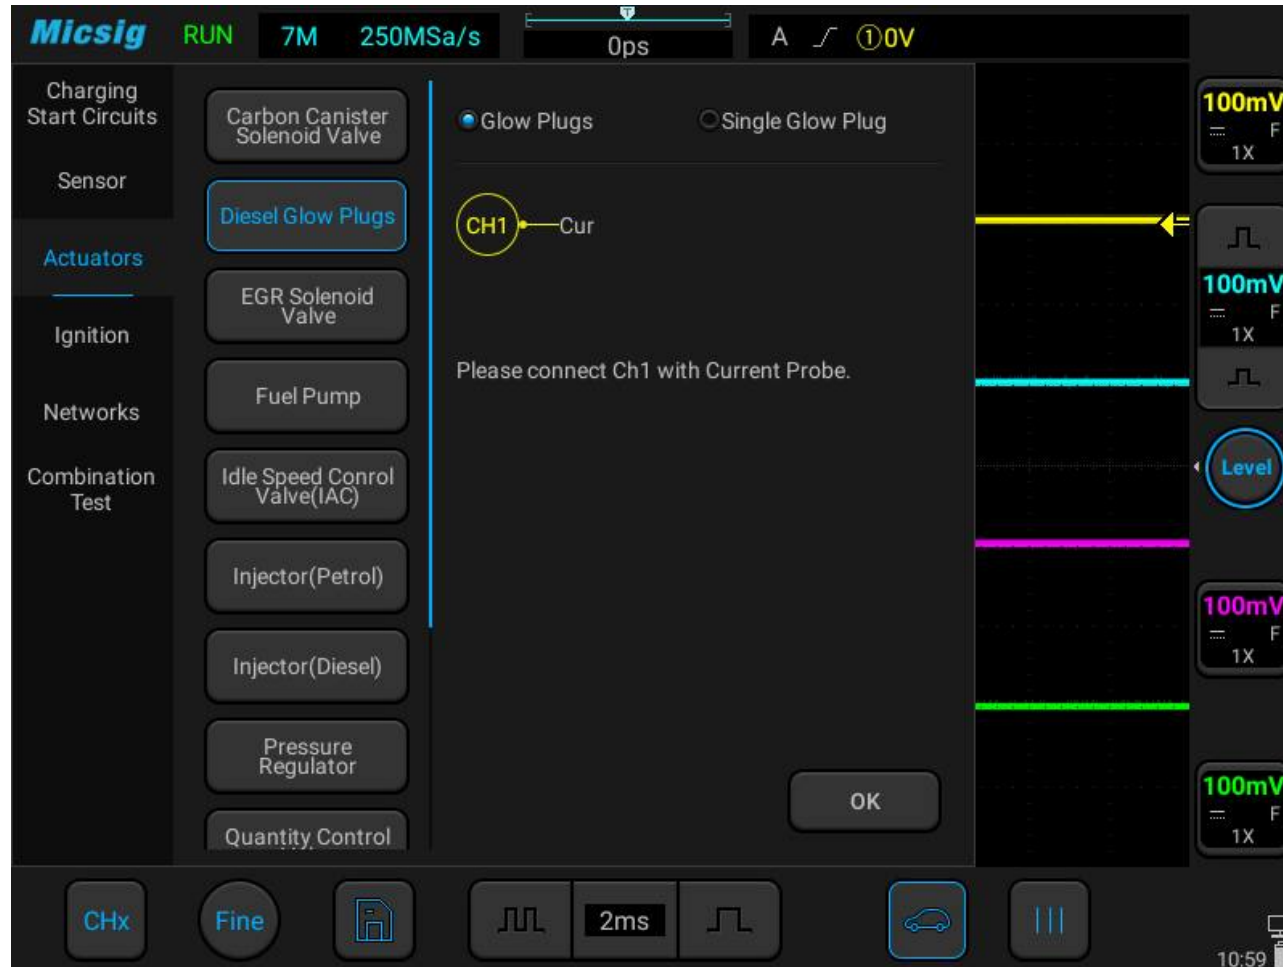 Micsig RUN 7M 250MSa/s T 0ps A ①0V
Charging
Start Circuits
Sensor
Actuators
Ignition
Networks
Combination
Test
Carbon Canister
Solenoid Valve
Diesel Glow Plugs
EGR Solenoid
Valve
Fuel Pump
Idle Speed Conrol
Valve(IAC)
Injector(Petrol)
Injector(Diesel)
Pressure
Regulator
Quantity Control
Glow Plugs Single Glow Plug
CH1 Cur
Please connect Ch1 with Current Probe.
OK
100mV
F
1X
100mV
F
1X
Level
100mV
F
1X
100mV
F
1X
CHx Fine 2ms
10:59